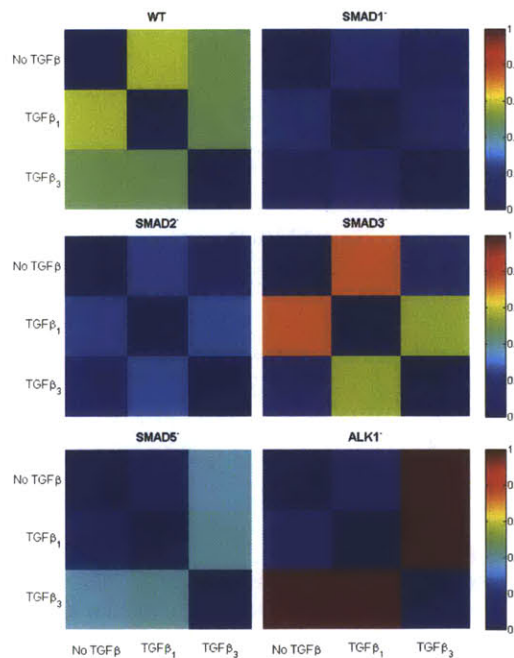 WT SMAD1⁻
No TGFβ
TGFβ₁
TGFβ₃
1
0
SMAD2⁻ SMAD3⁻
No TGFβ
TGFβ₁
TGFβ₃
1
0
SMAD5⁻ ALK1⁻
No TGFβ
TGFβ₁
TGFβ₃
1
0
No TGFβ TGFβ₁ TGFβ₃ No TGFβ TGFβ₁ TGFβ₃